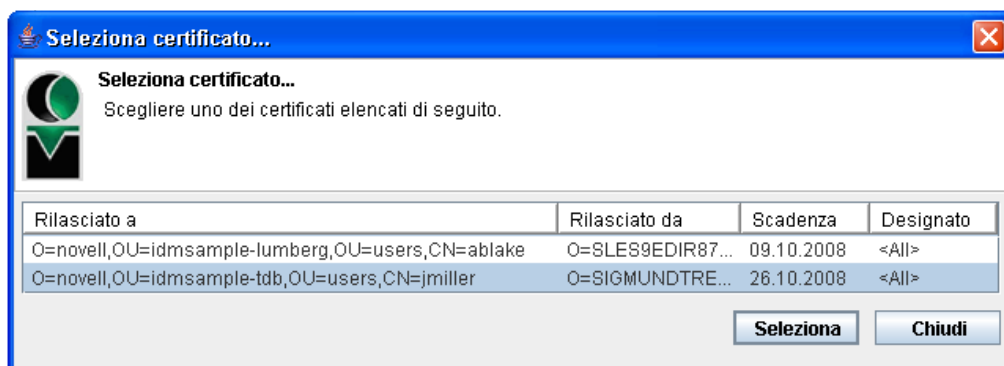 Seleziona certificato...
Seleziona certificato...
Scegliere uno dei certificati elencati di seguito.
Rilasciato a Rilasciato da Scadenza Designato
O=novell,OU=idmsample-lumberg,OU=users,CN=ablake O=SLES9EDIR87... 09.10.2008 <All>
O=novell,OU=idmsample-tdb,OU=users,CN=jmiller O=SIGMUNDTRE... 26.10.2008 <All>
Seleziona Chiudi